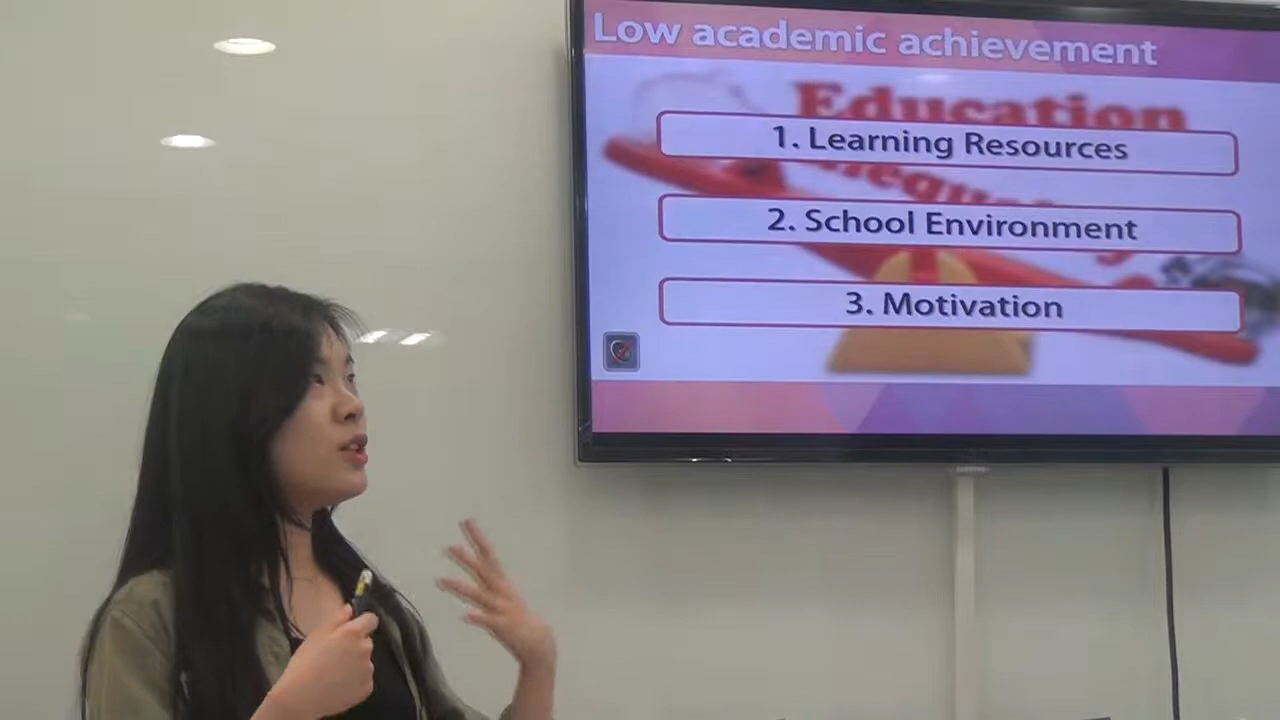 Low academic achievement
Education
1. Learning Resources
2. School Environment
3. Motivation